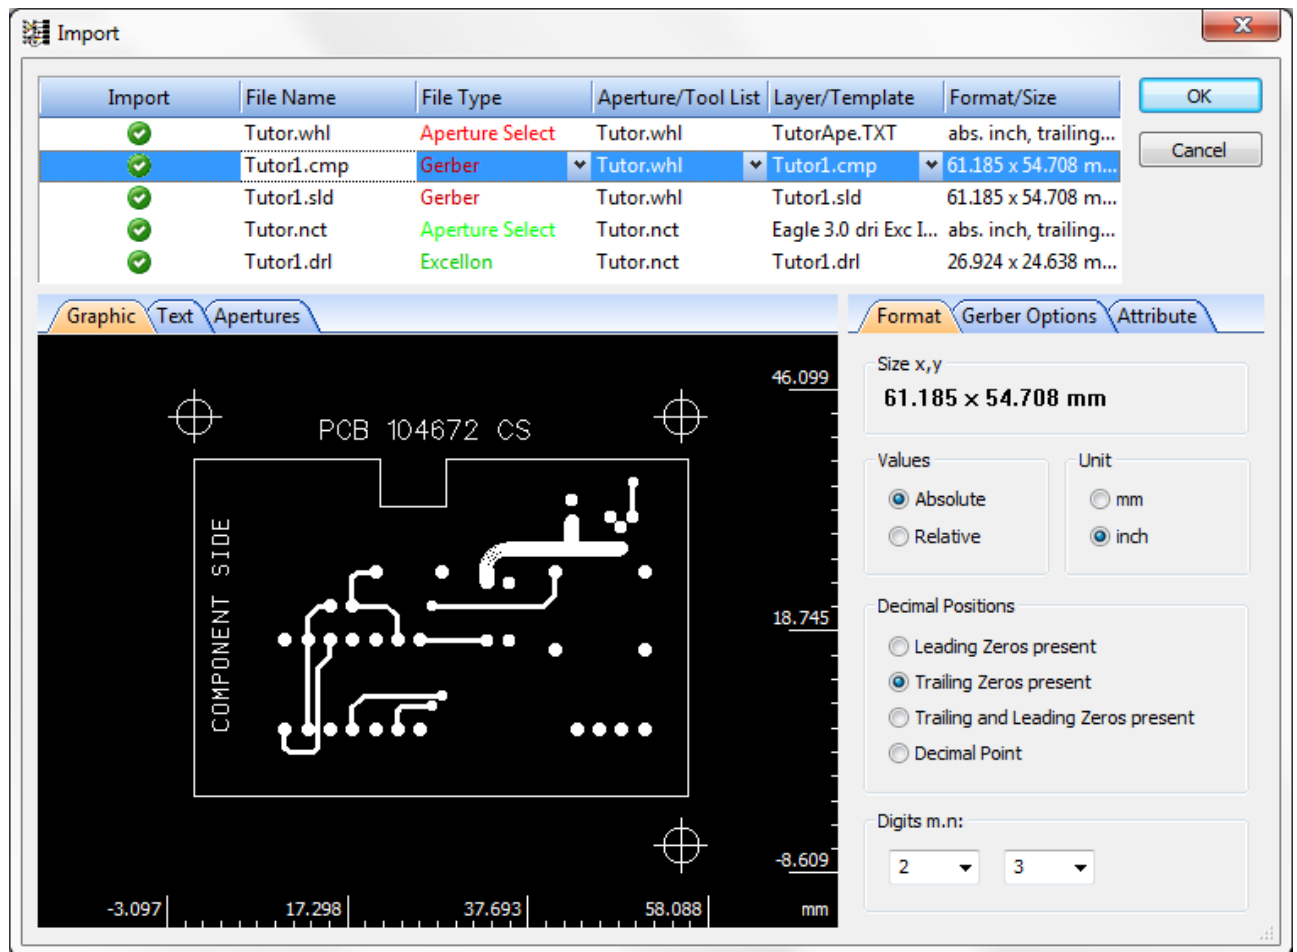 Import
Import File Name File Type Aperture/Tool List Layer/Template Format/Size
Tutor.whl Aperture Select Tutor.whl TutorApe.TXT abs. inch, trailing...
Tutor1.cmp Gerber Tutor.whl Tutor1.cmp 61.185 x 54.708 m...
Tutor1.sld Gerber Tutor.whl Tutor1.sld 61.185 x 54.708 m...
Tutor.nct Aperture Select Tutor.nct Eagle 3.0 dri Exc I... abs. inch, trailing...
Tutor1.drl Excellon Tutor.nct Tutor1.drl 26.924 x 24.638 m...
OK
Cancel
Graphic Text Apertures
PCB 104672 CS
COMPONENT SIDE
46.099
18.745
-8.609
-3.097 17.298 37.693 58.088 mm
Format Gerber Options Attribute
Size x,y
61.185 x 54.708 mm
Values
Absolute
Relative
Unit
mm
inch
Decimal Positions
Leading Zeros present
Trailing Zeros present
Trailing and Leading Zeros present
Decimal Point
Digits m.n:
2 3